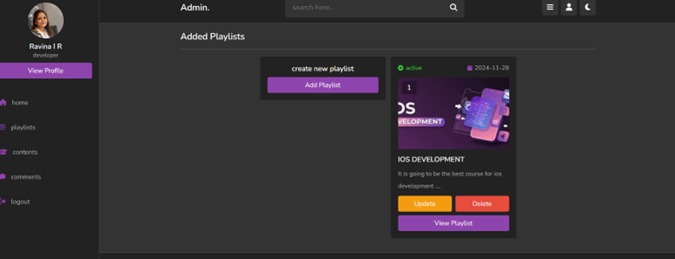 Admin.
search here...
Ravina I R
developer
View Profile
home
playlists
contents
comments
logout
Added Playlists
create new playlist
Add Playlist
active
2024-11-28
1
OS
VELOPMENT
IOS DEVELOPMENT
It is going to be the best course for ios
development ...
Update
Delete
View Playlist